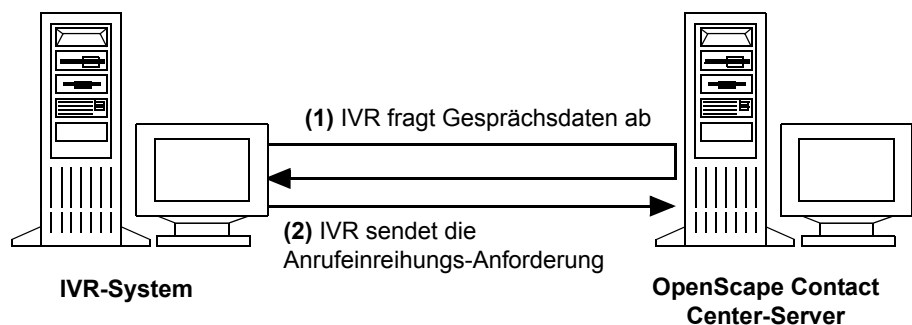 (1) IVR fragt Gesprächsdaten ab
(2) IVR sendet die
Anrufeinreihungs-Anforderung
IVR-System
OpenScape Contact
Center-Server